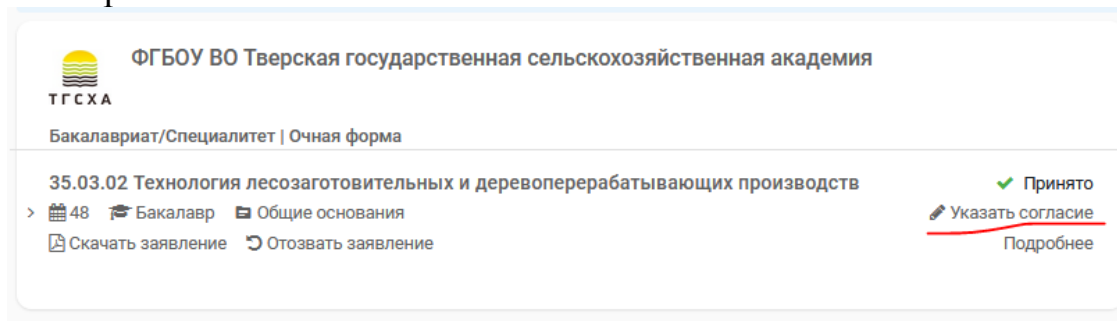 ФГБОУ ВО Тверская государственная сельскохозяйственная академия
ТГСХА
Бакалавриат/Специалитет | Очная форма
35.03.02 Технология лесозаготовительных и деревоперерабатывающих производств
Принято
48 Бакалавр Общие основания
Указать согласие
Скачать заявление Отозвать заявление
Подробнее